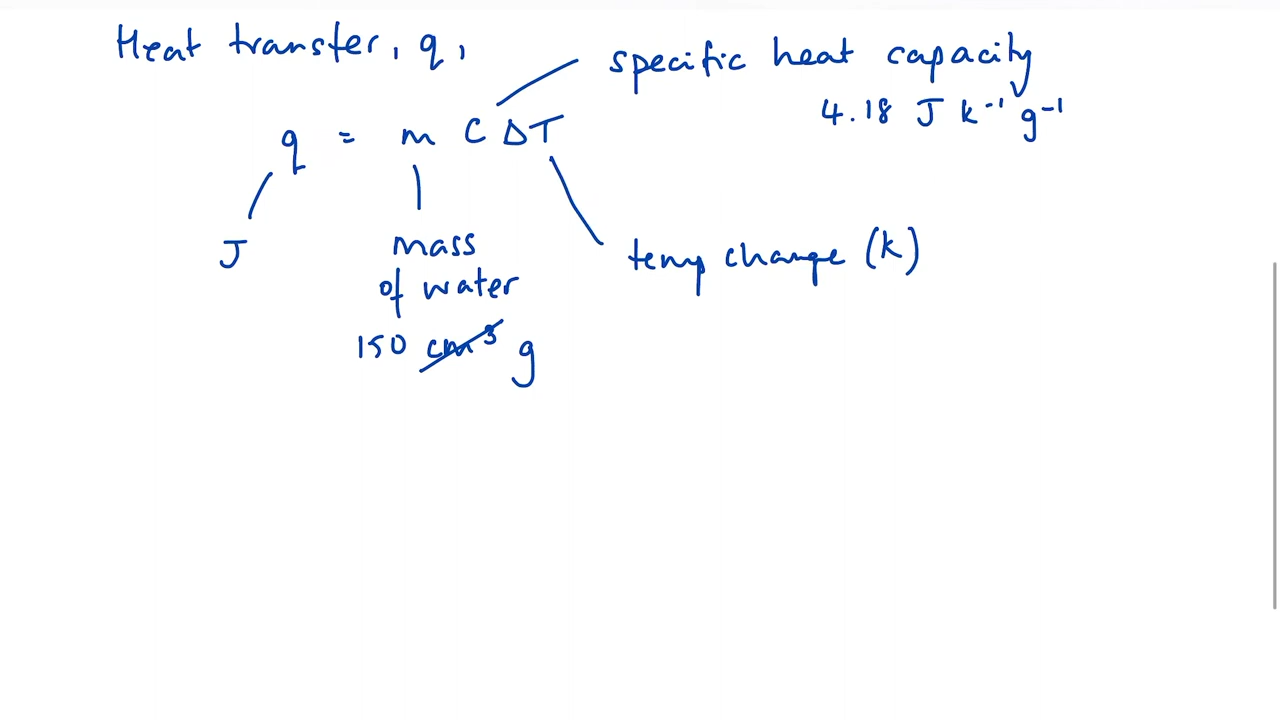 Heat transfer, q,
specific heat capacity
4.18 J k⁻¹ g⁻¹
q = m C ΔT
J
mass
of water
150 cm³ g
temp change (k)